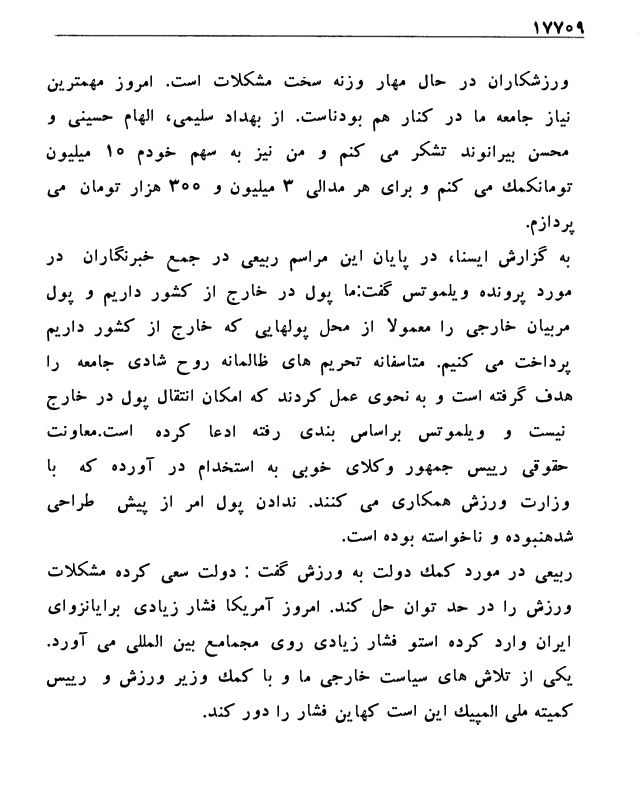 ۱۷۷۰۹
ورزشکاران در حال مهار وزنه سخت مشکلات است. امروز مهمترین
نیاز جامعه ما در کنار هم بودناست. از بهداد سلیمی، الهام حسینی و
محسن بیرانوند تشکر می کنم و من نیز به سهم خودم ۱۰ میلیون
تومانکمك می کنم و برای هر مدالی ۳ میلیون و ۳۰۰ هزار تومان می
پردازم.
به گزارش ایسنا، در پایان این مراسم ربیعی در جمع خبرنگاران در
مورد پرونده ویلموتس گفت:ما پول در خارج از کشور داریم و پول
مربیان خارجی را معمولا از محل پولهایی که خارج از کشور داریم
پرداخت می کنیم. متاسفانه تحریم های ظالمانه روح شادی جامعه را
هدف گرفته است و به نحوی عمل کردند که امکان انتقال پول در خارج
نیست و ویلموتس براساس بندی رفته ادعا کرده است.معاونت
حقوقی رییس جمهور وکلای خوبی به استخدام در آورده که با
وزارت ورزش همکاری می کنند. ندادن پول امر از پیش طراحی
شدهنبوده و ناخواسته بوده است.
ربیعی در مورد کمك دولت به ورزش گفت : دولت سعی کرده مشکلات
ورزش را در حد توان حل کند. امروز آمریکا فشار زیادی برایانزوای
ایران وارد کرده استو فشار زیادی روی مجمامع بین المللی می آورد.
یکی از تلاش های سیاست خارجی ما و با کمك وزیر ورزش و رییس
کمیته ملی المپیك این است کهاین فشار را دور کند.